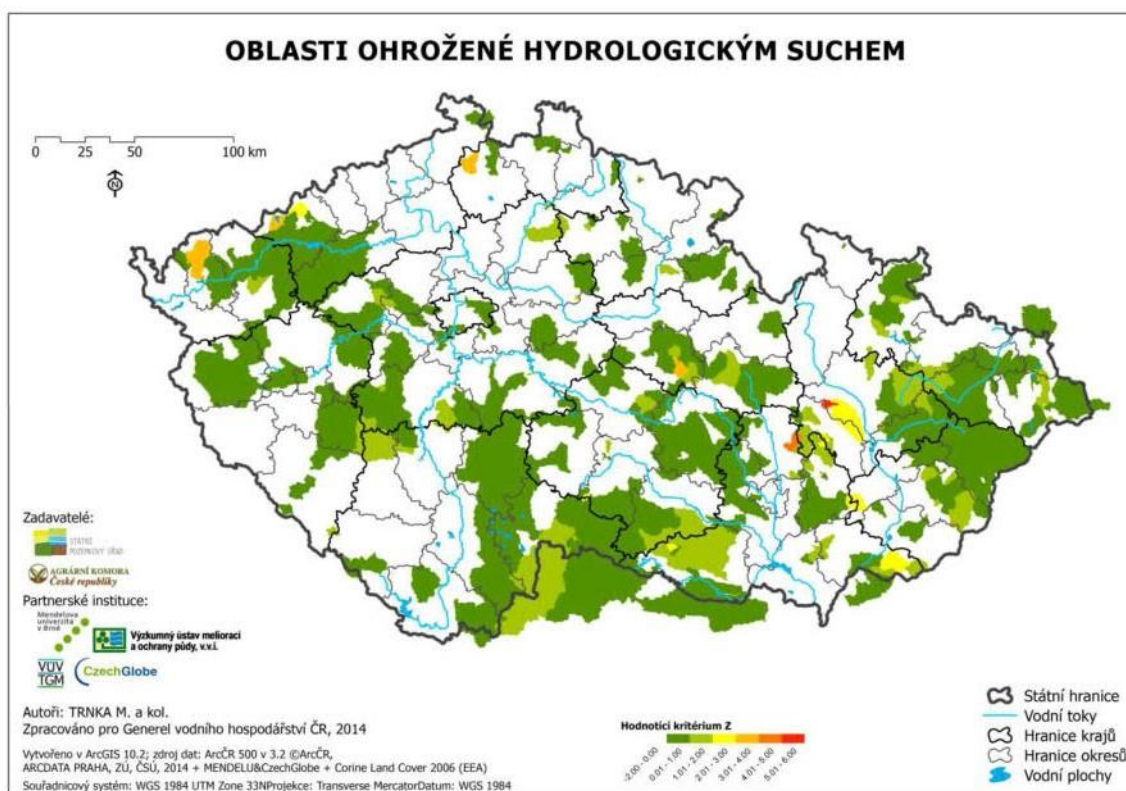 OBLASTI OHROŽENÉ HYDROLOGICKÝM SUCHEM
0 25 50 100 km
N
Zadavatelé:
STÁTNÍ
POZEMKOVÝ ÚŘAD
AGRÁRNÍ KOMORA
České republiky
Partnerské instituce:
Mendelova
univerzita
v Brně
Výzkumný ústav meliorací
a ochrany půdy, v.v.i.
VÚV
TGM
CzechGlobe
Autoři: TRNKA M. a kol.
Zpracováno pro Generel vodního hospodářství ČR, 2014
Vytvořeno v ArcGIS 10.2; zdroj dat: ArcČR 500 v 3.2 ©ArcČR,
ARCDATA PRAHA, ZÚ, ČSÚ, 2014 + MENDELU&CzechGlobe + Corine Land Cover 2006 (EEA)
Souřadnicový systém: WGS 1984 UTM Zone 33NProjekce: Transverse MercatorDatum: WGS 1984
Hodnotící kritérium Z
-2.00 - 0.00
0.01 - 1.00
1.01 - 2.00
2.01 - 3.00
3.01 - 4.00
4.01 - 5.00
5.01 - 6.00
Státní hranice
Vodní toky
Hranice krajů
Hranice okresů
Vodní plochy